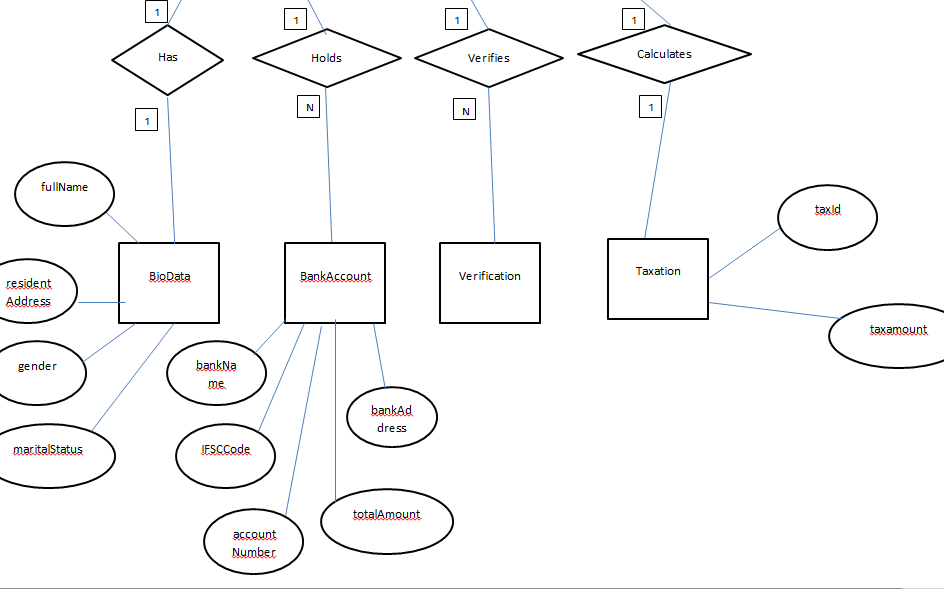 1
1
1
1
Has
Holds
Verifies
Calculates
1
N
N
1
fullName
taxId
resident
Address
BioData
BankAccount
Verification
Taxation
taxamount
gender
bankNa
me
bankAd
dress
maritalStatus
IFSCCode
totalAmount
account
Number